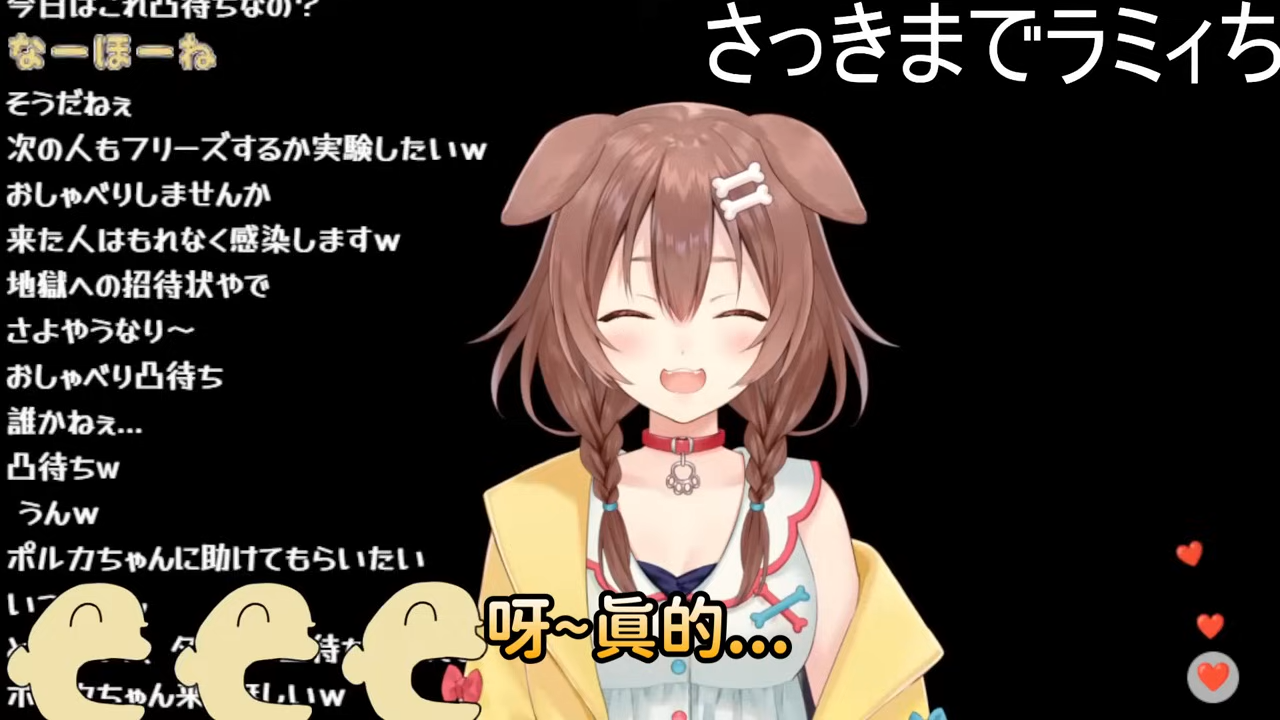 今日はこれ凸待ちなの？
なーほーね
そうだねぇ
次の人もフリーズするか実験したいw
おしゃべりしませんか
来た人はもれなく感染しますw
地獄への招待状やで
さよやうなり～
おしゃべり凸待ち
誰かねぇ...
凸待ちw
うんw
ポルカちゃんに助けてもらいたい
さっきまでラミィち
呀~眞的...